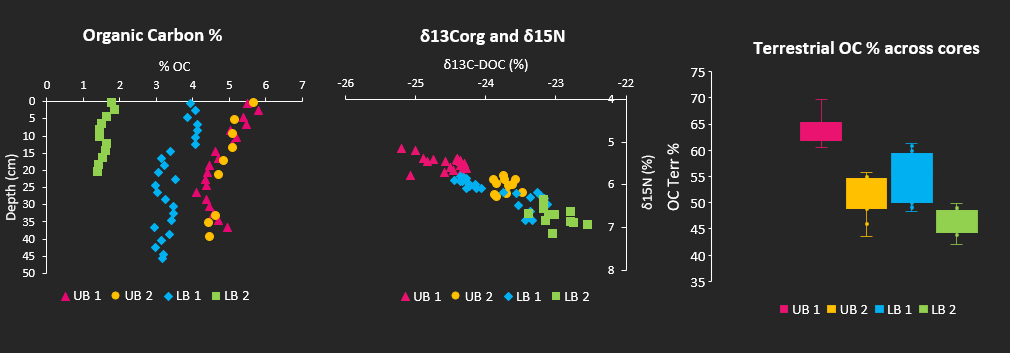 Organic Carbon %
% OC
0 1 2 3 4 5 6 7
0
5
10
15
20
25
30
35
40
45
50
Depth (cm)
UB 1 UB 2 LB 1 LB 2
δ13Corg and δ15N
δ13C-DOC (%)
-26 -25 -24 -23 -22
4
5
6
7
8
δ15N (%)
UB 1 UB 2 LB 1 LB 2
Terrestrial OC % across cores
75
70
65
60
55
50
45
40
35
OC Terr %
UB 1 UB 2 LB 1 LB 2